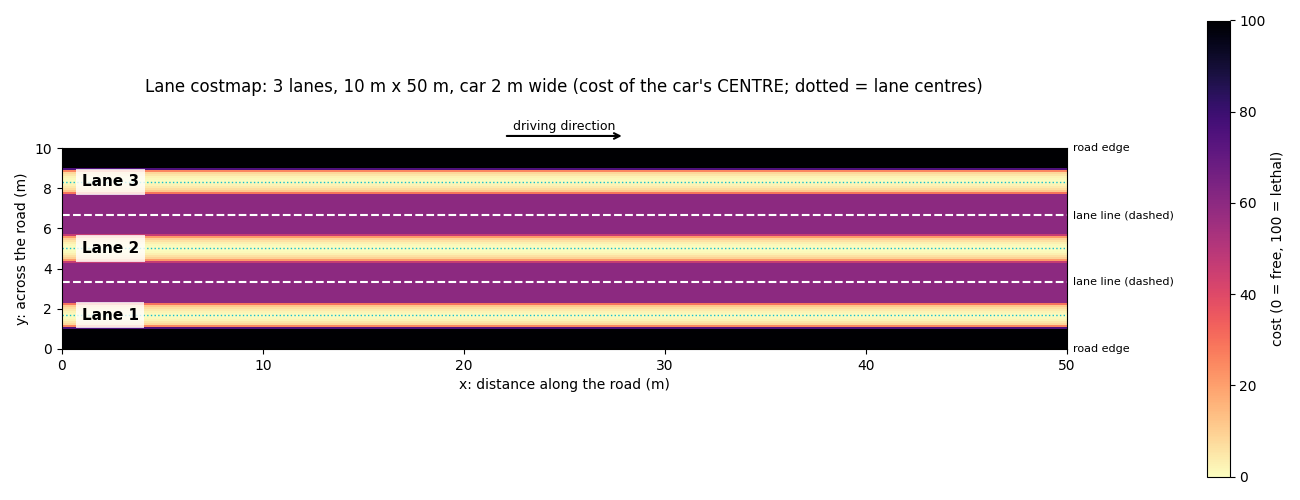 Lane costmap: 3 lanes, 10 m x 50 m, car 2 m wide (cost of the car's CENTRE; dotted = lane centres)
driving direction
10
8
6
4
2
0
y: across the road (m)
Lane 3
Lane 2
Lane 1
road edge
lane line (dashed)
lane line (dashed)
road edge
0
10
20
30
40
50
x: distance along the road (m)
100
80
60
40
20
0
cost (0 = free, 100 = lethal)